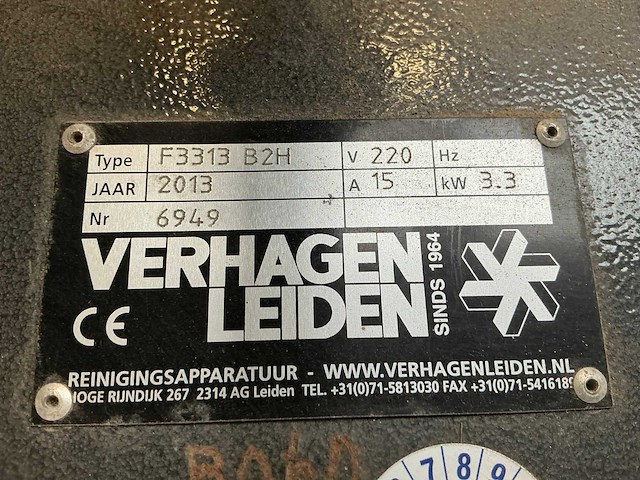 Type F3313 B2H V 220 Hz
JAAR 2013 A 15 kW 3.3
Nr 6949
VERHAGEN
LEIDEN
SINDS 1964
CE
REINIGINGSAPPARATUUR - WWW.VERHAGENLEIDEN.NL
HOGE RIJNDIJK 267 2314 AG Leiden TEL. +31(0)71-5813030 FAX +31(0)71-5416189
7 8 9